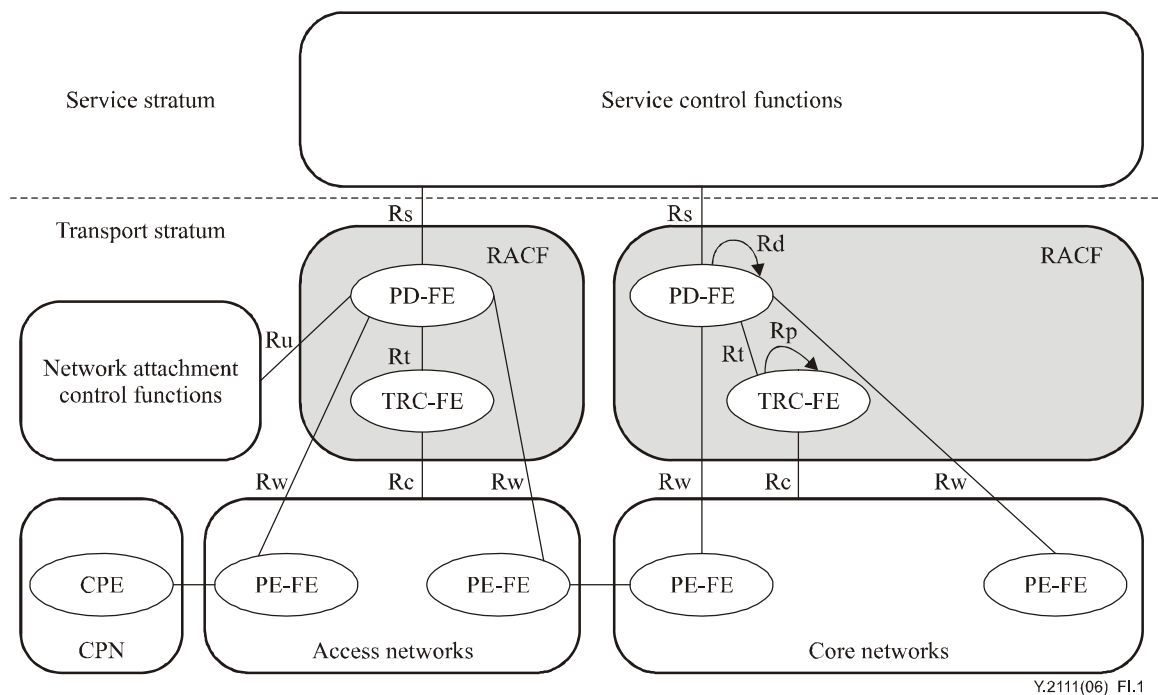 Service stratum
Service control functions
Rs
Rs
Transport stratum
RACF
Rd
RACF
PD-FE
PD-FE
Ru
Rt
Rt
Rp
Network attachment
control functions
TRC-FE
TRC-FE
Rw
Rc
Rw
Rw
Rc
Rw
CPE
PE-FE
PE-FE
PE-FE
PE-FE
CPN
Access networks
Core networks
Y.2111(06)_FI.1